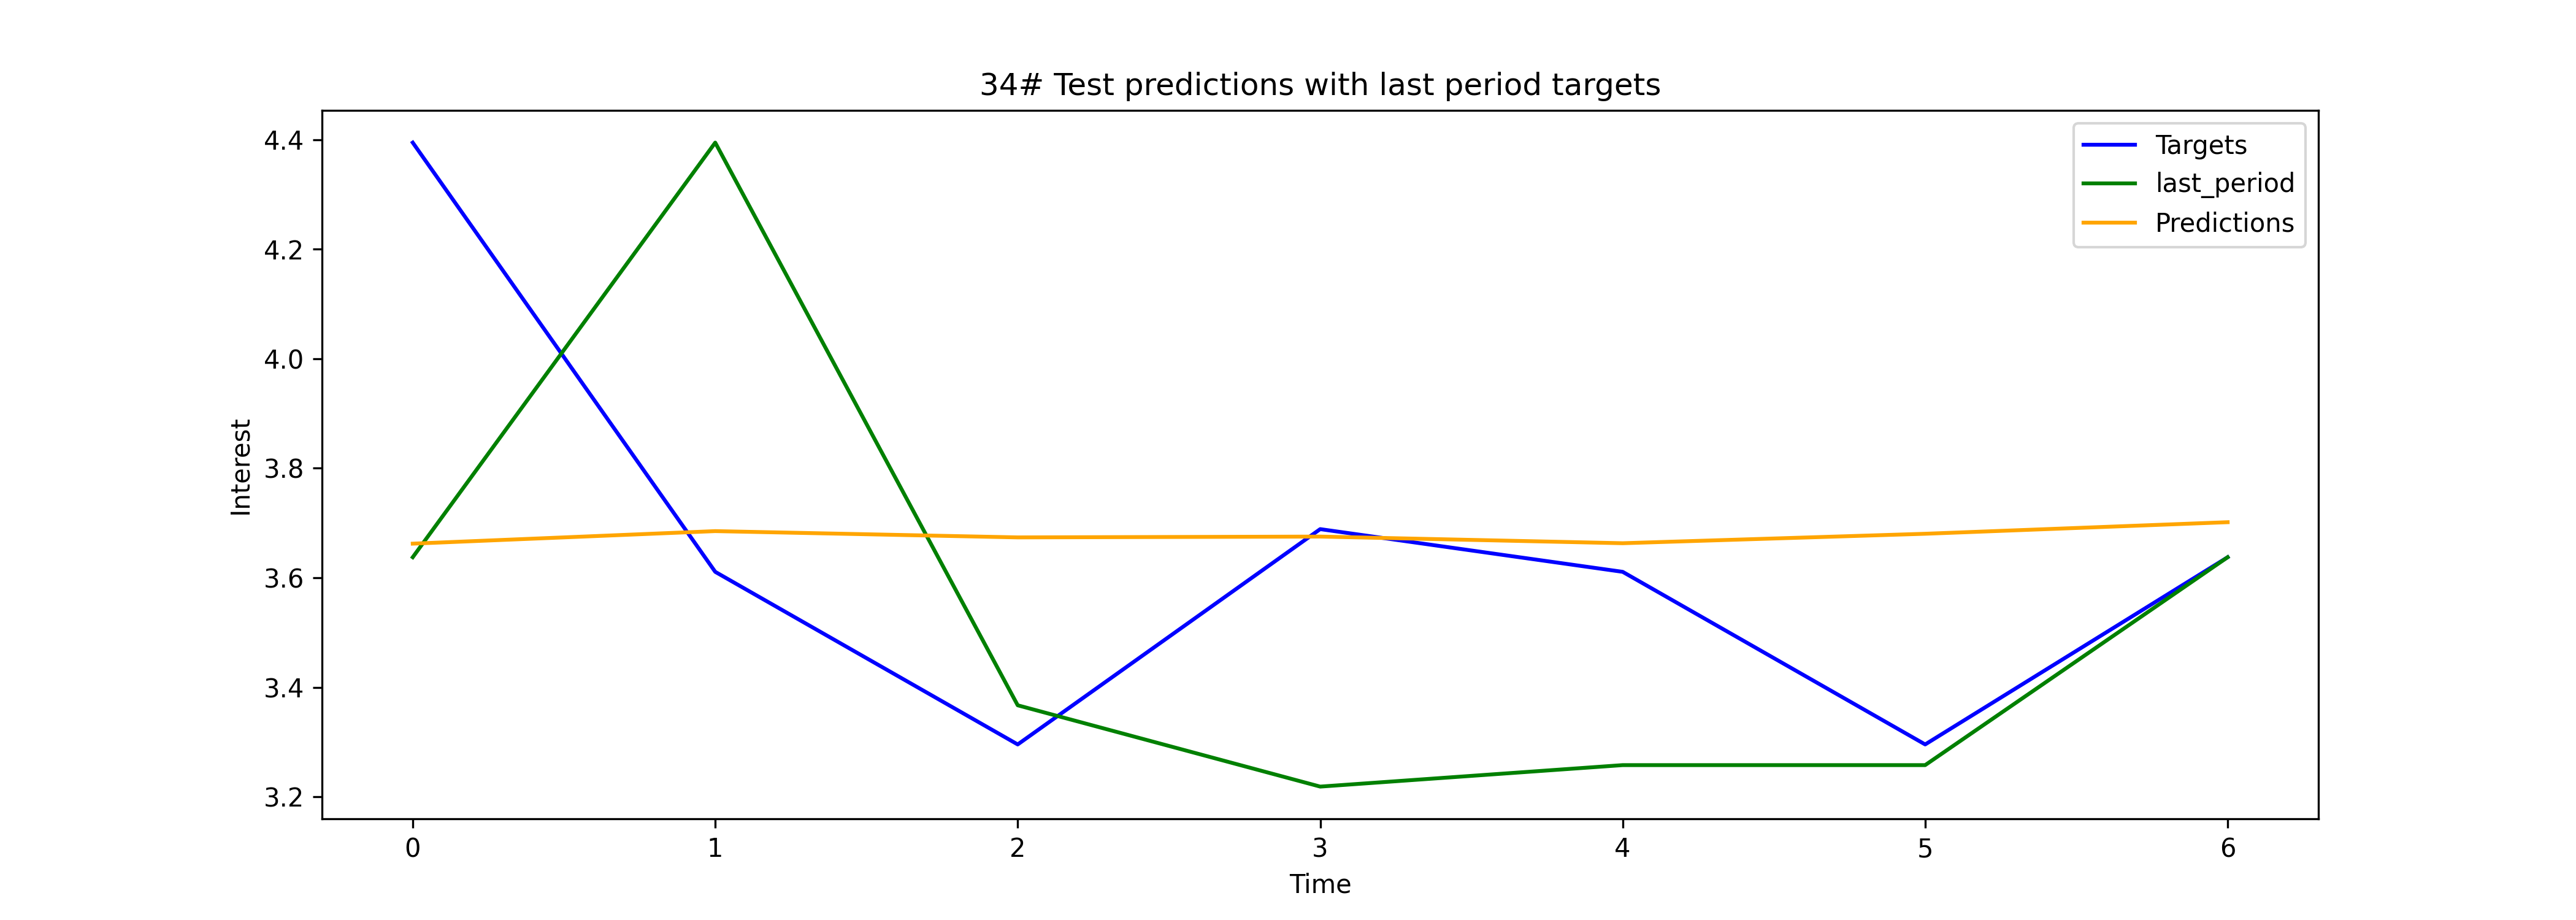 34# Test predictions with last period targets
Targets
last_period
Predictions
Interest
4.4
4.2
4.0
3.8
3.6
3.4
3.2
0 1 2 3 4 5 6
Time